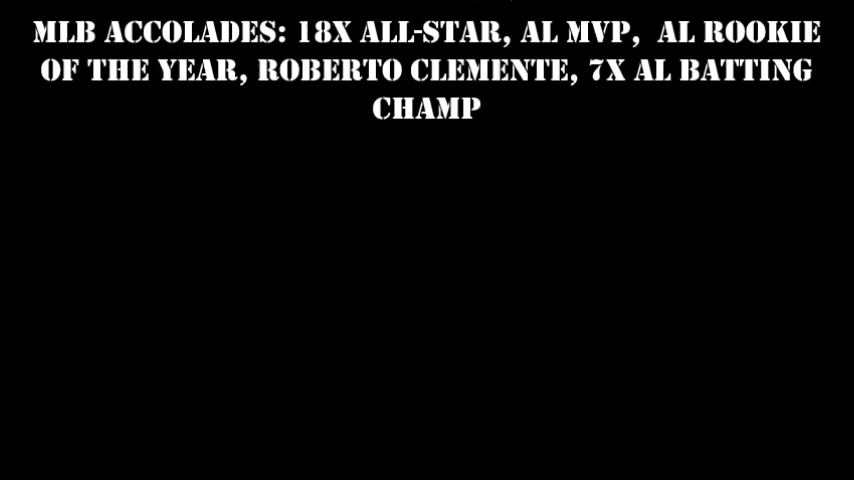 MLB ACCOLADES: 18X ALL-STAR, AL MVP, AL ROOKIE
OF THE YEAR, ROBERTO CLEMENTE, 7X AL BATTING
CHAMP